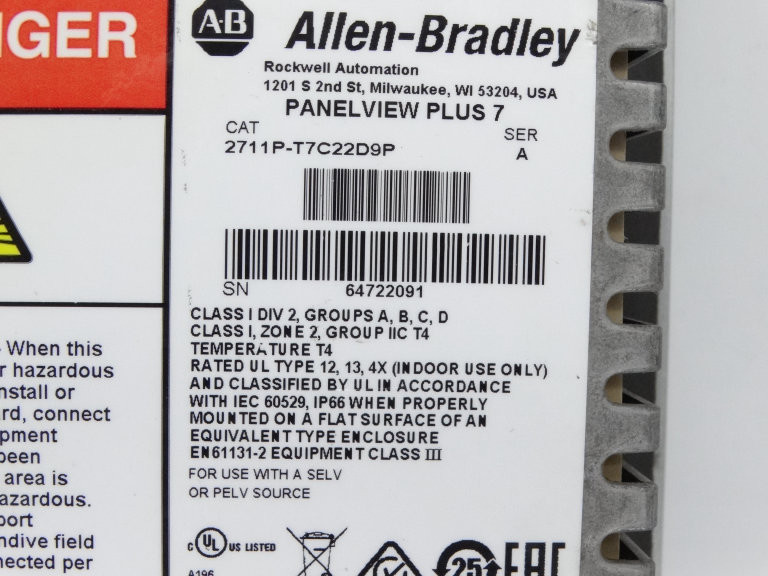 NGER
A·B Allen-Bradley
Rockwell Automation
1201 S 2nd St, Milwaukee, WI 53204, USA
PANELVIEW PLUS 7
CAT SER
2711P-T7C22D9P A
SN 64722091
CLASS I DIV 2, GROUPS A, B, C, D
CLASS I, ZONE 2, GROUP IIC T4
TEMPERATURE T4
RATED UL TYPE 12, 13, 4X (INDOOR USE ONLY)
AND CLASSIFIED BY UL IN ACCORDANCE
WITH IEC 60529, IP66 WHEN PROPERLY
MOUNTED ON A FLAT SURFACE OF AN
EQUIVALENT TYPE ENCLOSURE
EN61131-2 EQUIPMENT CLASS III
FOR USE WITH A SELV
OR PELV SOURCE
c UL US LISTED
A196
25
EAC
When this
r hazardous
nstall or
rd, connect
pment
been
area is
azardous.
port
ndive field
nected per